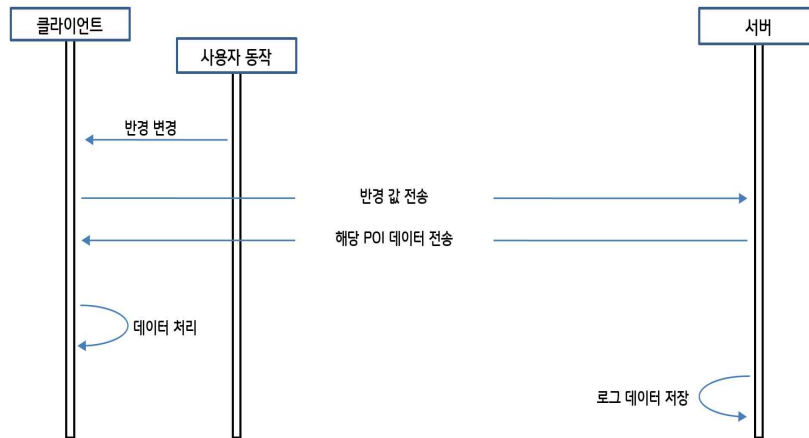 클라이언트
서버
사용자 동작
반경 변경
반경 값 전송
해당 POI 데이터 전송
데이터 처리
로그 데이터 저장